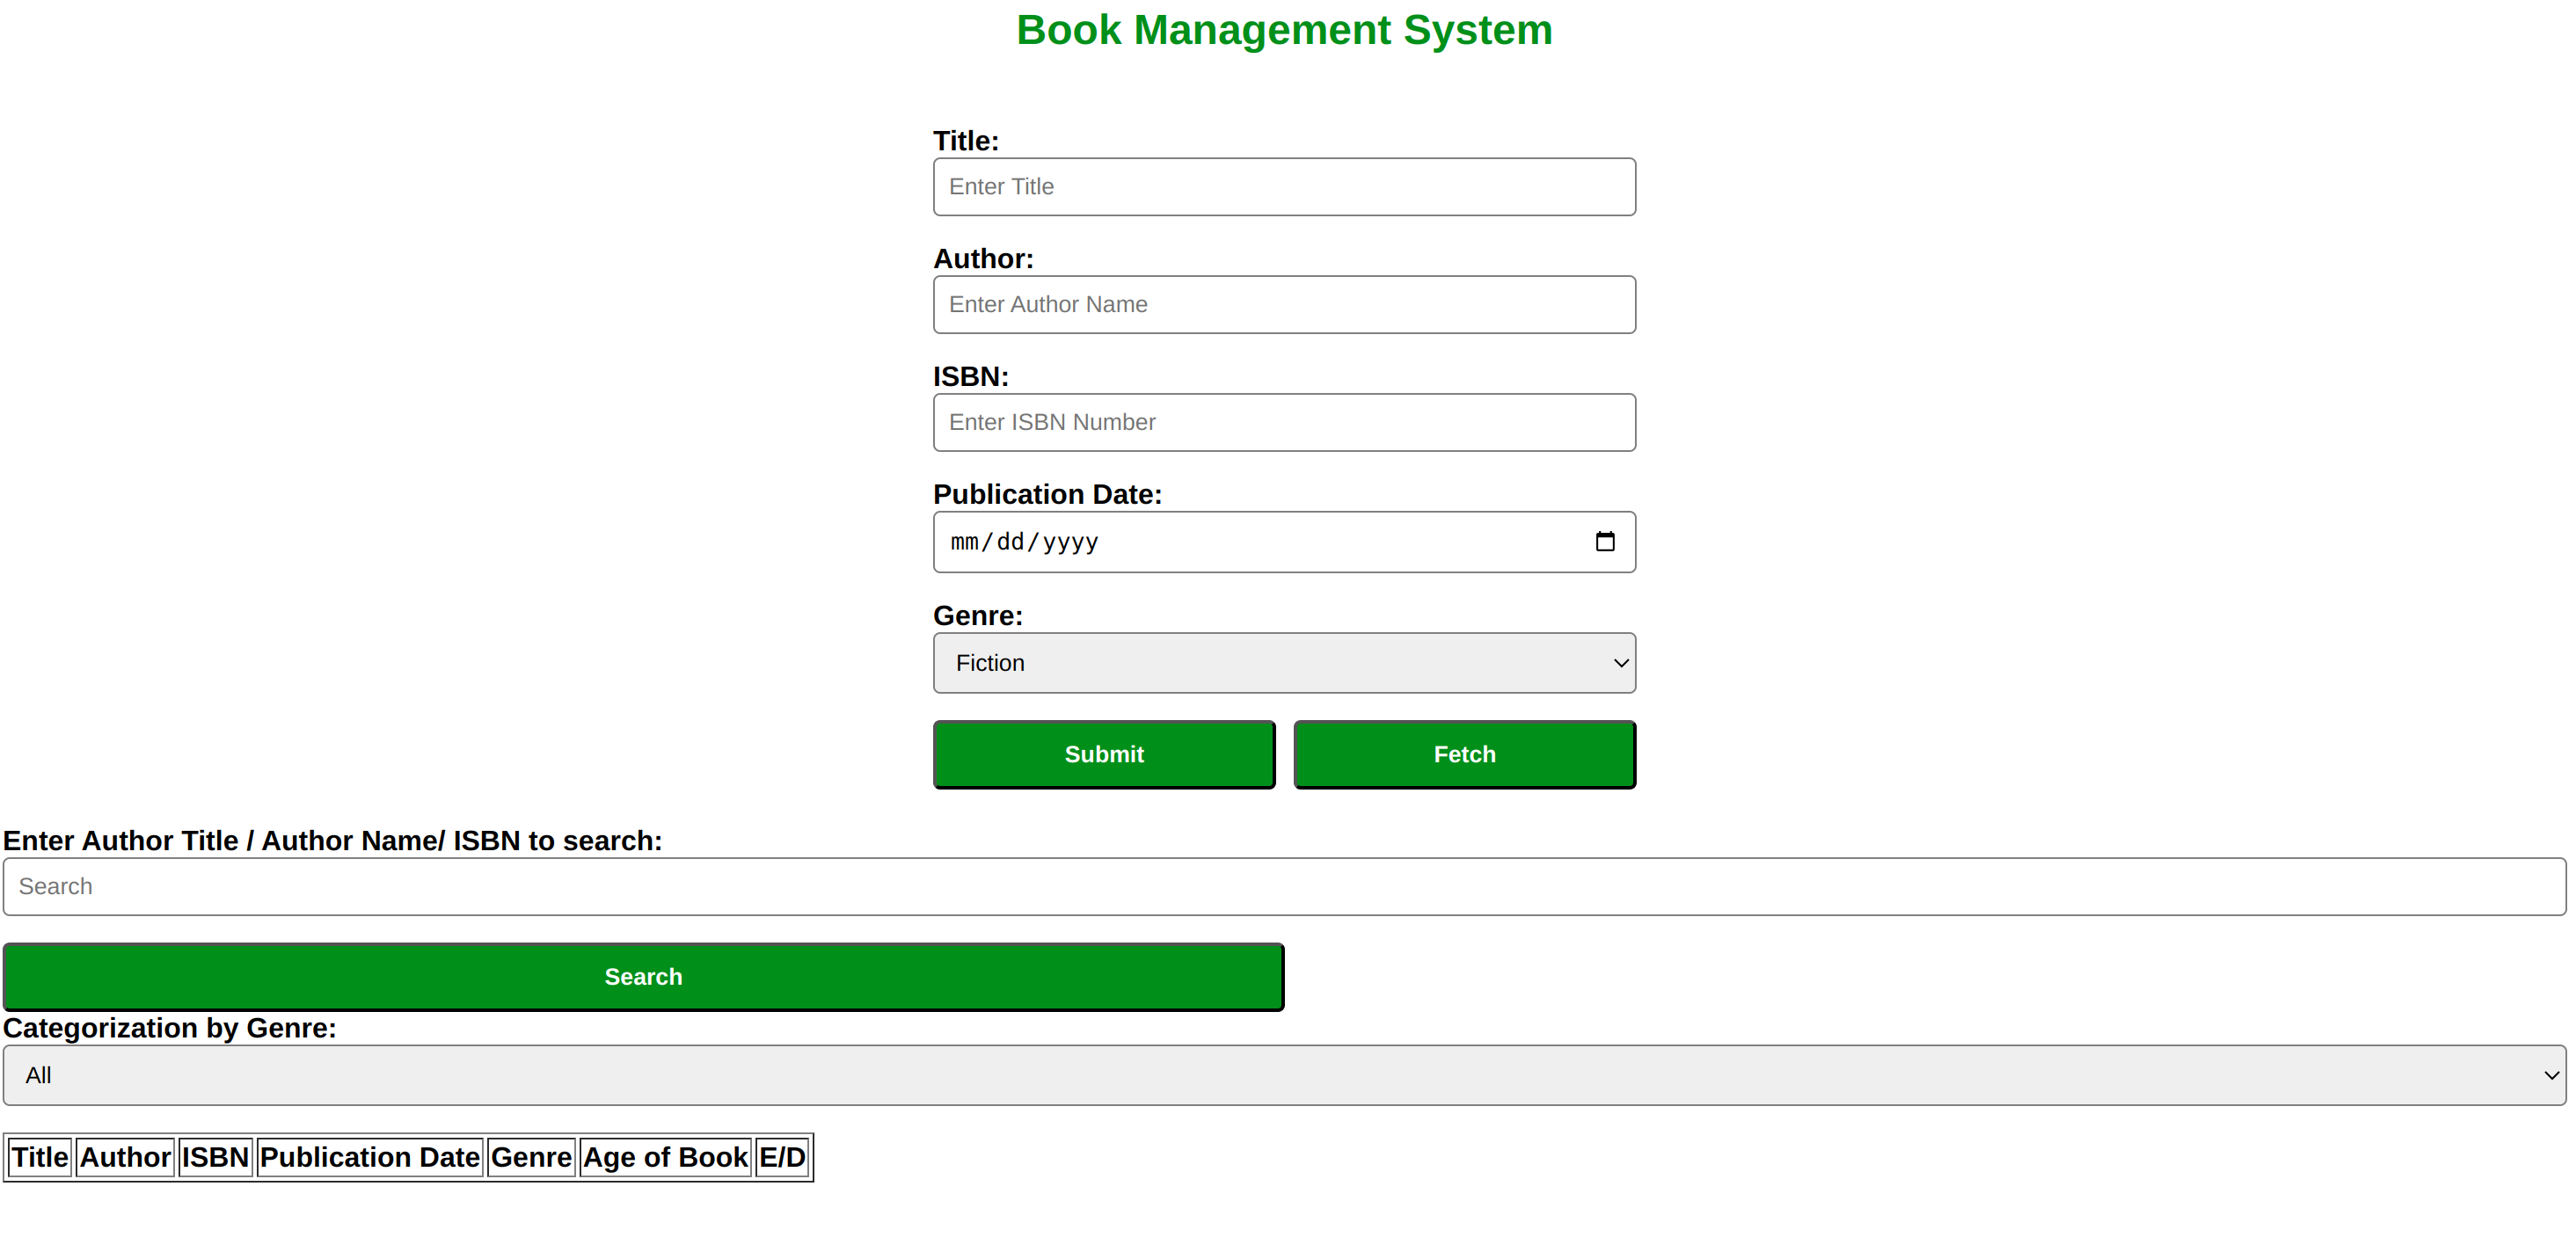 Book Management System
Title:
Enter Title
Author:
Enter Author Name
ISBN:
Enter ISBN Number
Publication Date:
mm/dd/yyyy
Genre:
Fiction
Submit Fetch
Enter Author Title / Author Name/ ISBN to search:
Search
Search
Categorization by Genre:
All
Title Author ISBN Publication Date Genre Age of Book E/D